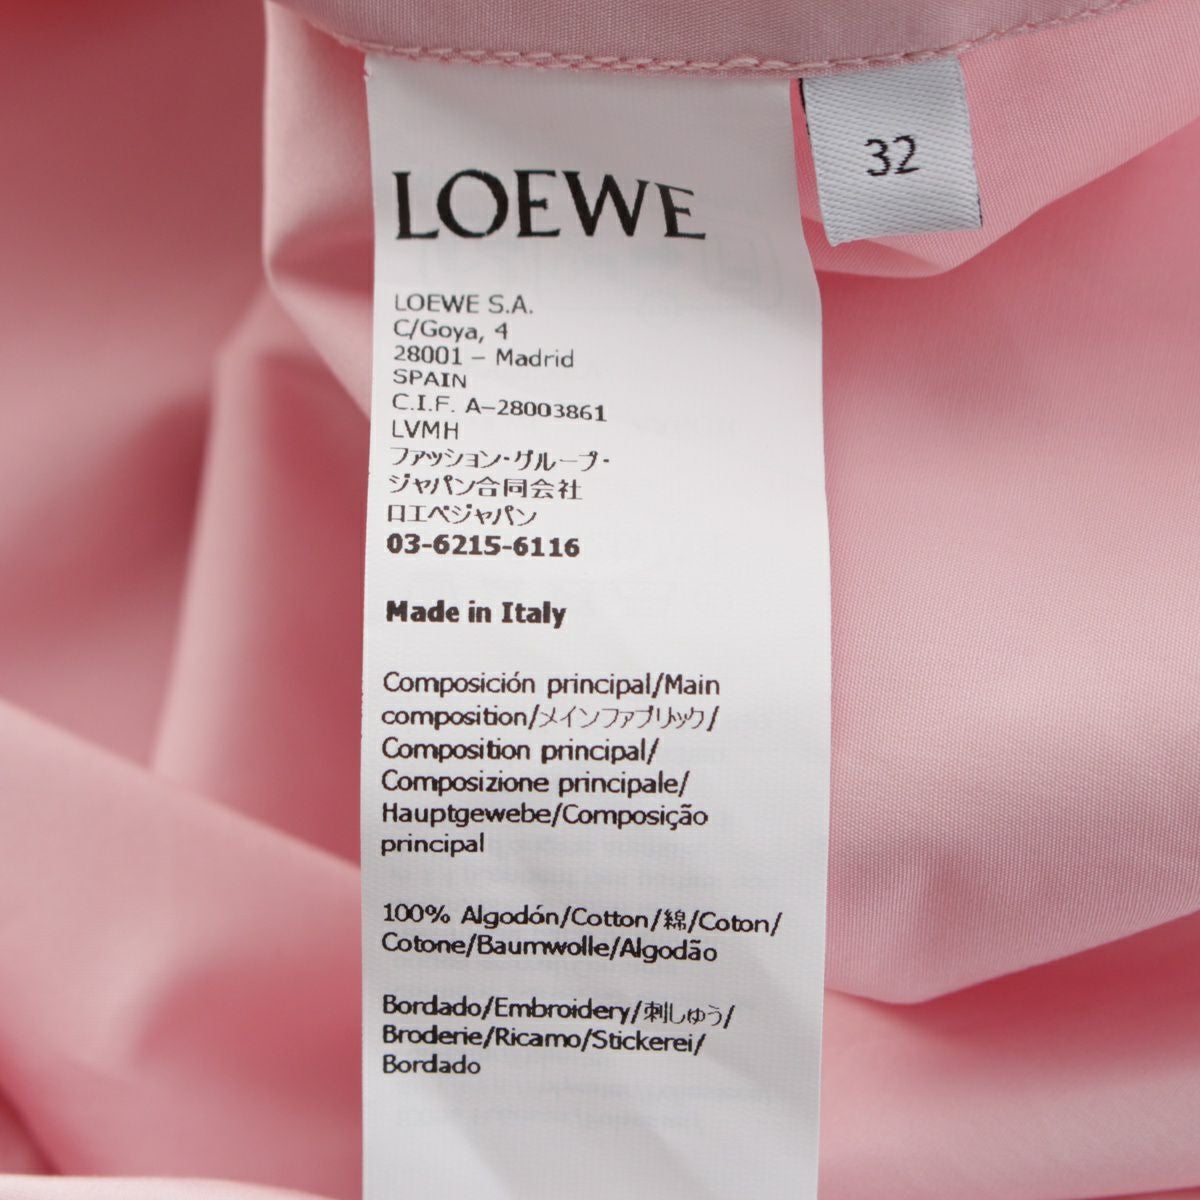 32
LOEWE
LOEWE S.A.
C/Goya, 4
28001 – Madrid
SPAIN
C.I.F. A-28003861
LVMH
ファッション・グループ・
ジャパン合同会社
ロエベジャパン
03-6215-6116
Made in Italy
Composición principal/Main
composition/メインファブリック/
Composition principal/
Composizione principale/
Hauptgewebe/Composição
principal
100% Algodón/Cotton/綿/Coton/
Cotone/Baumwolle/Algodão
Bordado/Embroidery/刺しゅう/
Broderie/Ricamo/Stickerei/
Bordado